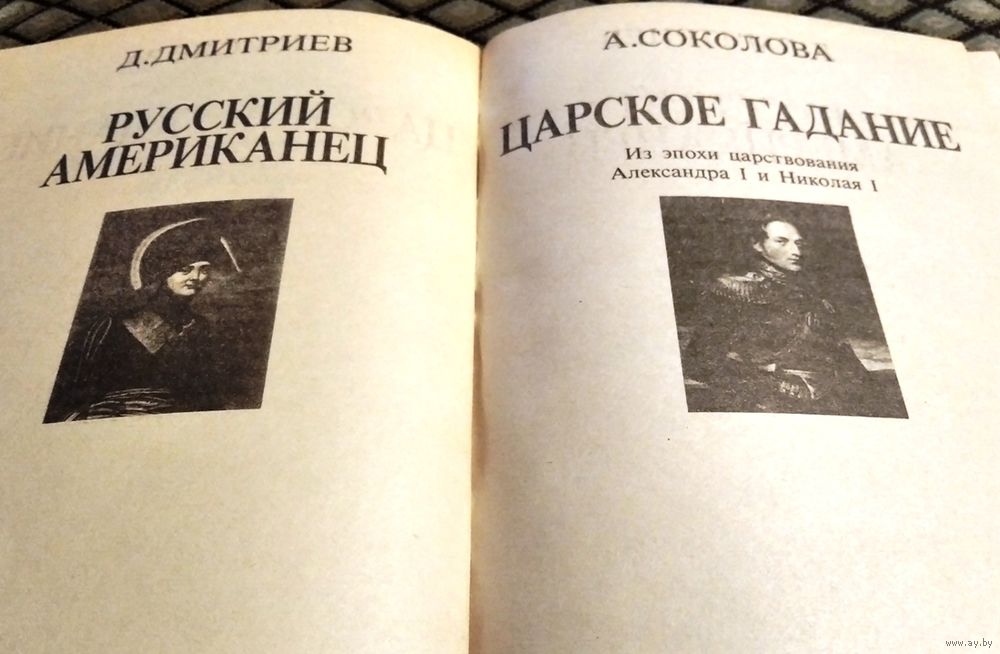 Д.ДМИТРИЕВ
РУССКИЙ
АМЕРИКАНЕЦ
А.СОКОЛОВА
ЦАРСКОЕ ГАДАНИЕ
Из эпохи царствования
Александра I и Николая I
www.ay.by